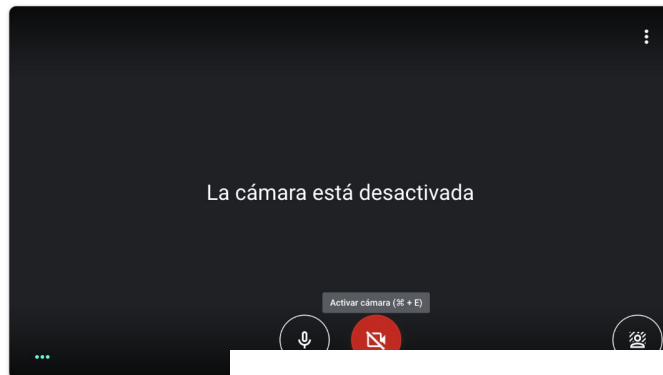 La cámara está desactivada
Activar cámara (⌘ + E)